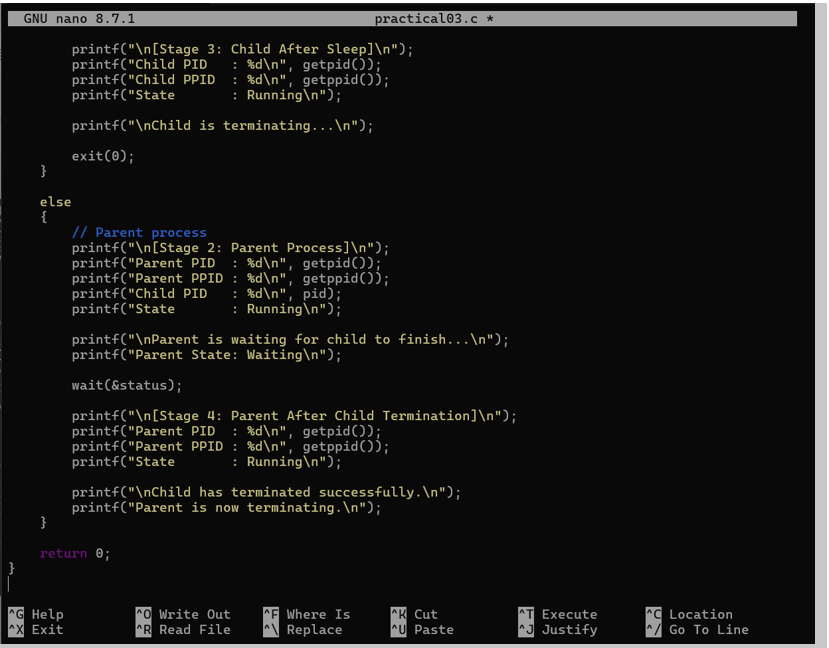 GNU nano 8.7.1 practical03.c *
printf("\n[Stage 3: Child After Sleep]\n");
printf("Child PID   : %d\n", getpid());
printf("Child PPID  : %d\n", getppid());
printf("State       : Running\n");
printf("\nChild is terminating...\n");
exit(0);
}
else
{
// Parent process
printf("\n[Stage 2: Parent Process]\n");
printf("Parent PID  : %d\n", getpid());
printf("Parent PPID : %d\n", getppid());
printf("Child PID   : %d\n", pid);
printf("State       : Running\n");
printf("\nParent is waiting for child to finish...\n");
printf("Parent State: Waiting\n");
wait(&status);
printf("\n[Stage 4: Parent After Child Termination]\n");
printf("Parent PID  : %d\n", getpid());
printf("Parent PPID : %d\n", getppid());
printf("State       : Running\n");
printf("\nChild has terminated successfully.\n");
printf("Parent is now terminating.\n");
}
return 0;
}
^G Help ^O Write Out ^F Where Is ^K Cut ^T Execute ^C Location
^X Exit ^R Read File ^\ Replace ^U Paste ^J Justify ^/ Go To Line